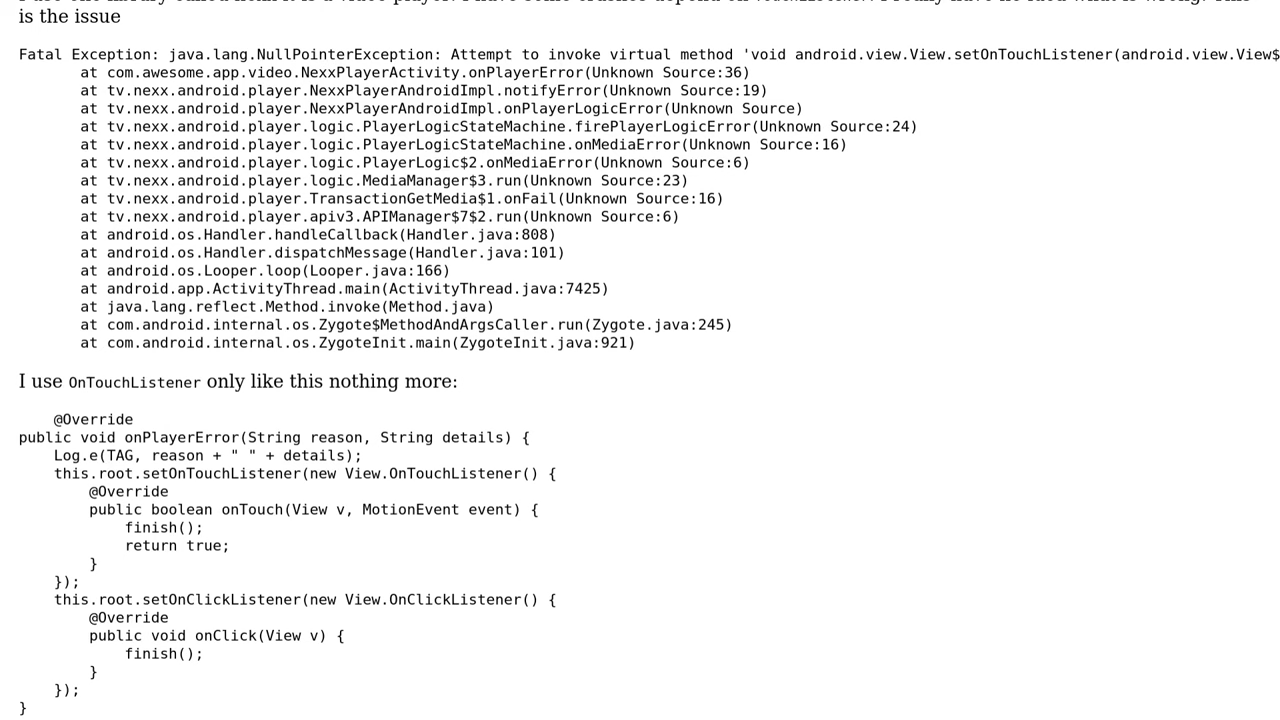 is the issue
Fatal Exception: java.lang.NullPointerException: Attempt to invoke virtual method 'void android.view.View.setOnTouchListener(android.view.View$
at com.awesome.app.video.NexxPlayerActivity.onPlayerError(Unknown Source:36)
at tv.nexx.android.player.NexxPlayerAndroidImpl.notifyError(Unknown Source:19)
at tv.nexx.android.player.NexxPlayerAndroidImpl.onPlayerLogicError(Unknown Source)
at tv.nexx.android.player.logic.PlayerLogicStateMachine.firePlayerLogicError(Unknown Source:24)
at tv.nexx.android.player.logic.PlayerLogicStateMachine.onMediaError(Unknown Source:16)
at tv.nexx.android.player.logic.PlayerLogic$2.onMediaError(Unknown Source:6)
at tv.nexx.android.player.logic.MediaManager$3.run(Unknown Source:23)
at tv.nexx.android.player.TransactionGetMedia$1.onFail(Unknown Source:16)
at tv.nexx.android.player.apiv3.APIManager$7$2.run(Unknown Source:6)
at android.os.Handler.handleCallback(Handler.java:808)
at android.os.Handler.dispatchMessage(Handler.java:101)
at android.os.Looper.loop(Looper.java:166)
at android.app.ActivityThread.main(ActivityThread.java:7425)
at java.lang.reflect.Method.invoke(Method.java)
at com.android.internal.os.Zygote$MethodAndArgsCaller.run(Zygote.java:245)
at com.android.internal.os.ZygoteInit.main(ZygoteInit.java:921)
I use OnTouchListener only like this nothing more:
@Override
public void onPlayerError(String reason, String details) {
Log.e(TAG, reason + " " + details);
this.root.setOnTouchListener(new View.OnTouchListener() {
@Override
public boolean onTouch(View v, MotionEvent event) {
finish();
return true;
}
});
this.root.setOnClickListener(new View.OnClickListener() {
@Override
public void onClick(View v) {
finish();
}
});
}